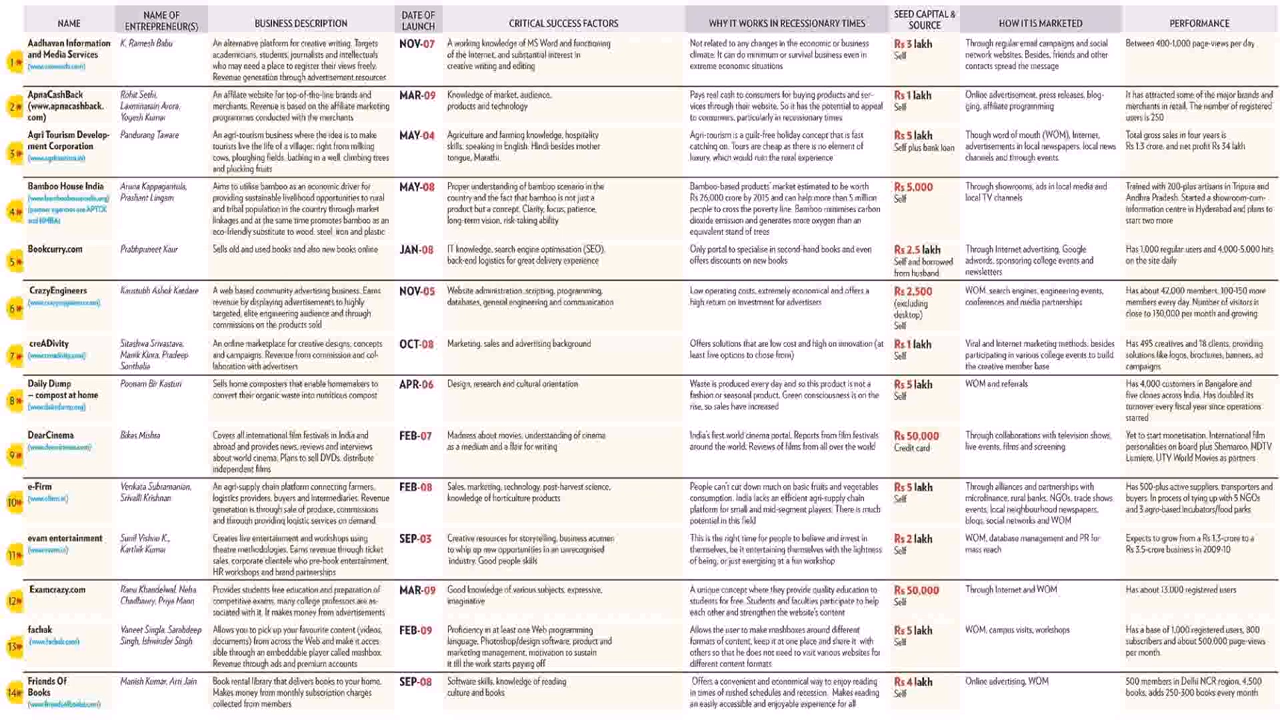 NAME
NAME OF
ENTREPRENEUR(S)
BUSINESS DESCRIPTION
DATE OF
LAUNCH
CRITICAL SUCCESS FACTORS
WHY IT WORKS IN RECESSIONARY TIMES
SEED CAPITAL &
SOURCE
HOW IT IS MARKETED
PERFORMANCE
1
Aadhavan Information
and Media Services
K. Ramesh Babu
An alternative platform for creative writing. Targets
academicians, students, journalists and intellectuals
who may need a place to register their views freely.
Revenue generation through advertisement resources
NOV-07
A working knowledge of MS Word and functioning
of the Internet, and substantial interest in
creative writing and editing
Not related to any changes in the economic or business
climate. It can do minimum or survival business even in
extreme economic situations
Rs 3 lakh
Self
Through regular email campaigns and social
network websites. Besides, friends and other
contacts spread the message
Between 400-1,000 page-views per day
2
ApnaCashBack
(www.apnacashback.
com)
Rohit Sethi,
Laxminarain Arora,
Yogesh Kumar
An affiliate website for top-of-the-line brands and
merchants. Revenue is based on the affiliate marketing
programmes conducted with the merchants
MAR-09
Knowledge of market, audience,
products and technology
Pays real cash to consumers for buying products and ser-
vices through their website. So it has the potential to appeal
to consumers, particularly in recessionary times
Rs 1 lakh
Self
Online advertisement, press releases, blog-
ging, affiliate programming
It has attracted some of the major brands and
merchants in retail. The number of registered
users is 250
3
Agri Tourism Develop-
ment Corporation
Pandurang Taware
An agri-tourism business where the idea is to make
tourists live the life of a village: right from milking
cows, ploughing fields, bathing in a well, climbing trees
and plucking fruits
MAY-04
Agriculture and farming knowledge, hospitality
skills, speaking in English, Hindi besides mother
tongue, Marathi.
Agri-tourism is a guilt-free holiday concept that is fast
catching on. Tours are cheap as there is no element of
luxury, which would ruin the rural experience
Rs 5 lakh
Self plus bank loan
Though word of mouth (WOM), Internet,
advertisements in local newspapers, local news
channels and through events.
Total gross sales in four years is
Rs 1.3 crore, and net profit Rs 34 lakh
4
Bamboo House India
Aruna Kappagantula,
Prashant Lingam
Aims to utilise bamboo as an economic driver for
providing sustainable livelihood opportunities to rural
and tribal population in the country through market
linkages and at the same time promotes bamboo as an
eco-friendly substitute to wood, steel, iron and plastic
MAY-08
Proper understanding of bamboo scenario in the
country and the fact that bamboo is not just a
product but a concept. Clarity, focus, patience,
long-term vision, risk-taking ability
Bamboo-based products' market estimated to be worth
Rs 26,000 crore by 2015 and can help more than 5 million
people to cross the poverty line. Bamboo minimises carbon
dioxide emission and generates more oxygen than an
equivalent stand of trees
Rs 5,000
Self
Through showrooms, ads in local media and
local TV channels
Trained with 200-plus artisans in Tripura and
Andhra Pradesh. Started a showroom-cum-
information centre in Hyderabad and plans to
start two more
5
Bookcurry.com
Prabhpuneet Kaur
Sells old and used books and also new books online
JAN-08
IT knowledge, search engine optimisation (SEO),
back-end logistics for great delivery experience
Only portal to specialise in second-hand books and even
offers discounts on new books
Rs 2.5 lakh
Self and borrowed
from husband
Through Internet advertising, Google
adwords, sponsoring college events and
newsletters
Has 1,000 regular users and 4,000-5,000 hits
on the site daily
6
CrazyEngineers
Kaustubh Ashok Katdare
A web based community advertising business. Earns
revenue by displaying advertisements to highly
targeted, elite engineering audience and through
commissions on the products sold
NOV-05
Website administration, scripting, programming,
databases, general engineering and communication
Low operating costs, extremely economical and offers a
high return on investment for advertisers
Rs 2,500
(excluding
desktop)
Self
WOM, search engines, engineering events,
conferences and media partnerships
Has about 42,000 members, 100-150 more
members every day. Number of visitors is
close to 130,000 per month and growing
7
creADivity
Sitashwa Srivastava,
Manik Kinra, Pradeep
Santhalia
An online marketplace for creative designs, concepts
and campaigns. Revenue from commission and col-
laboration with advertisers
OCT-08
Marketing, sales and advertising background
Offers solutions that are low cost and high on innovation (at
least five options to chose from)
Rs 1 lakh
Self
Viral and Internet marketing methods, besides
participating in various college events to build
the creative member base
Has 495 creatives and 18 clients, providing
solutions like logos, brochures, banners, ad
campaigns
8
Daily Dump
– compost at home
Poonam Bir Kasturi
Sells home composters that enable homemakers to
convert their organic waste into nutritious compost
APR-06
Design, research and cultural orientation
Waste is produced every day and so this product is not a
fashion or seasonal product. Green consciousness is on the
rise, so sales have increased
Rs 5 lakh
Self
WOM and referrals
Has 4,000 customers in Bangalore and
five clones across India. Has doubled its
turnover every fiscal year since operations
started
9
DearCinema
Bikas Mishra
Covers all international film festivals in India and
abroad and provides news, reviews and interviews
about world cinema. Plans to sell DVDs, distribute
independent films
FEB-07
Madness about movies, understanding of cinema
as a medium and a flair for writing
India's first world cinema portal. Reports from film festivals
around the world. Reviews of films from all over the world
Rs 50,000
Credit card
Through collaborations with television shows,
live events, films and screening
Yet to start monetisation. International film
personalities on board plus Shemaroo, NDTV
Lumiere, UTV World Movies as partners
10
e-Firm
Venkata Subramanian,
Srivalli Krishnan
An agri-supply chain platform connecting farmers,
logistics providers, buyers and intermediaries. Revenue
generation is through sale of produce, commissions
and through providing logistic services on demand
FEB-08
Sales, marketing, technology, post-harvest science,
knowledge of horticulture products
People can't cut down much on basic fruits and vegetables
consumption. India lacks an efficient agri-supply chain
platform for small and mid-segment players. There is much
potential in this field
Rs 5 lakh
Self
Through alliances and partnerships with
microfinance, rural banks, NGOs, trade shows
events, local neighbourhood newspapers,
blogs, social networks and WOM
Has 500-plus active suppliers, transporters and
buyers. In process of tying up with 5 NGOs
and 3 agro-based incubators/food parks
11
evam entertainment
Sunil Vishnu K.,
Karthik Kumar
Creates live entertainment and workshops using
theatre methodologies. Earns revenue through ticket
sales, corporate clientele who pre-book entertainment,
HR workshops and brand partnerships
SEP-03
Creative resources for storytelling, business acumen
to whip up new opportunities in an unrecognised
industry. Good people skills
This is the right time for people to believe and invest in
themselves, be it entertaining themselves with the lightness
of being, or just energising at a fun workshop
Rs 2 lakh
Self
WOM, database management and PR for
mass reach
Expects to grow from a Rs 1.3-crore to a
Rs 3.5-crore business in 2009-10
12
Examcrazy.com
Ranu Khandelwal, Neha
Chadhawry, Priya Mann
Provides students free education and preparation of
competitive exams, many college professors are as-
sociated with it. It makes money from advertisements
MAR-09
Good knowledge of various subjects, expressive,
imaginative
A unique concept where they provide quality education to
students for free. Students and faculties participate to help
each other and strengthen the website's content
Rs 50,000
Self
Through Internet and WOM
Has about 13,000 registered users
13
fachak
Vaneet Singla, Sarabdeep
Singh, Ishwinder Singh
Allows you to pick up your favourite content (videos,
documents) from across the Web and make it acces
sible through an embeddable player called mashbox.
Revenue through ads and premium accounts
FEB-09
Proficiency in at least one Web programming
language, Photoshop/design software, product and
marketing management, motivation to sustain
it till the work starts paying off
Allows the user to make mashboxes around different
formats of content, keep it at one place and share it with
others so that he does not need to visit various websites for
different content formats
Rs 5 lakh
Self
WOM, campus visits, workshops
Has a base of 1,000 registered users, 800
subscribers and about 500,000 page-views
per month.
14
Friends Of
Books
Manish Kumar, Arti Jain
Book rental library that delivers books to your home.
Makes money from monthly subscription charges
collected from members
SEP-08
Software skills, knowledge of reading
culture and books
Offers a convenient and economical way to enjoy reading
in times of rushed schedules and recession. Makes reading
an easily accessible and enjoyable experience for all
Rs 4 lakh
Self
Online advertising, WOM
500 members in Delhi NCR region, 4,500
books, adds 250-300 books every month